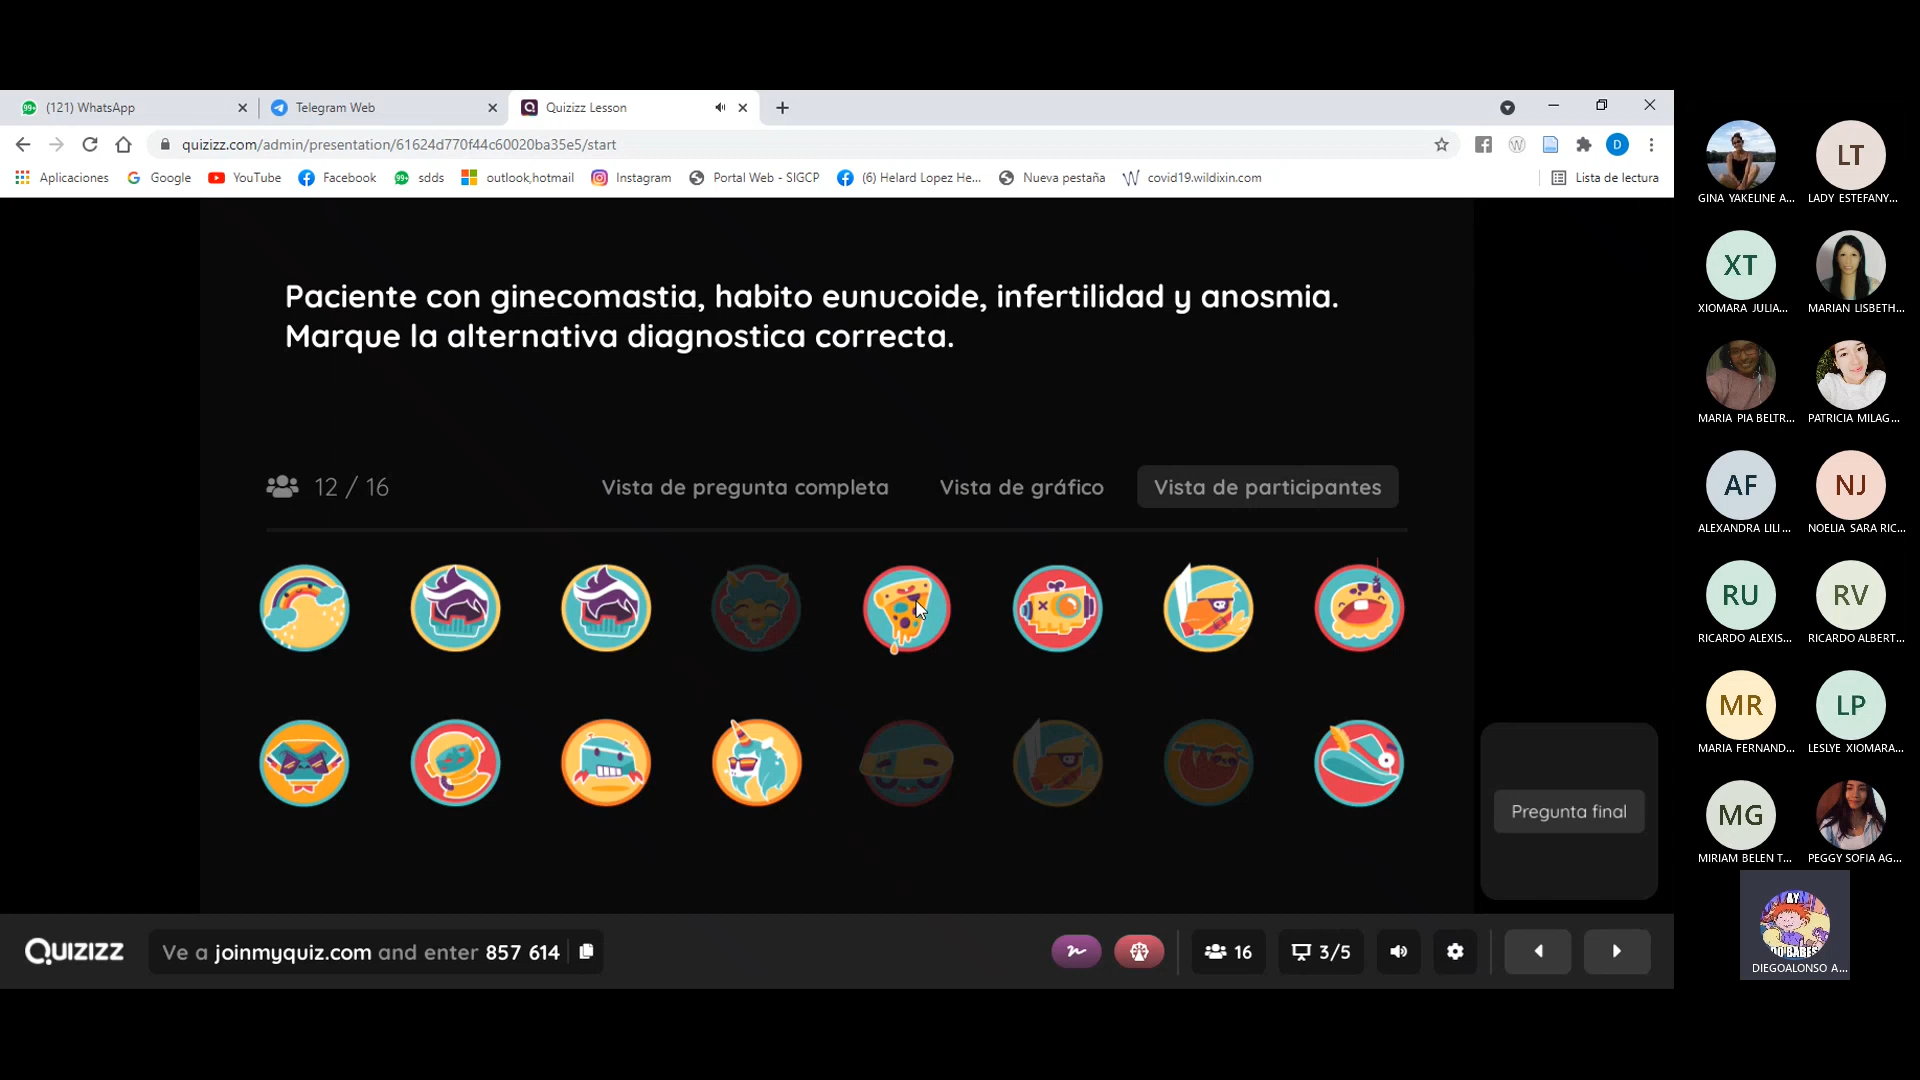 (121) WhatsApp
Telegram Web
Quizizz Lesson
quizizz.com/admin/presentation/61624d770f44c60020ba35e5/start
D
Aplicaciones
Google
YouTube
Facebook
sdds
outlook,hotmail
Instagram
Portal Web - SIGCP
(6) Helard Lopez He...
Nueva pestaña
covid19.wildixin.com
Lista de lectura
Paciente con ginecomastia, habito eunucoide, infertilidad y anosmia.
Marque la alternativa diagnostica correcta.
12 / 16
Vista de pregunta completa
Vista de gráfico
Vista de participantes
Pregunta final
Quizizz
Ve a joinmyquiz.com and enter 857 614
16
3/5
GINA YAKELINE A...
LT
LADY ESTEFANY...
XT
XIOMARA JULIA...
MARIAN LISBETH...
MARIA PIA BELTR...
PATRICIA MILAG...
AF
ALEXANDRA LILI...
NJ
NOELIA SARA RIC...
RU
RICARDO ALEXIS...
RV
RICARDO ALBERT...
MR
MARIA FERNAND...
LP
LESLYE XIOMARA...
MG
MIRIAM BELEN T...
PEGGY SOFIA AG...
DIEGOALONSO A...